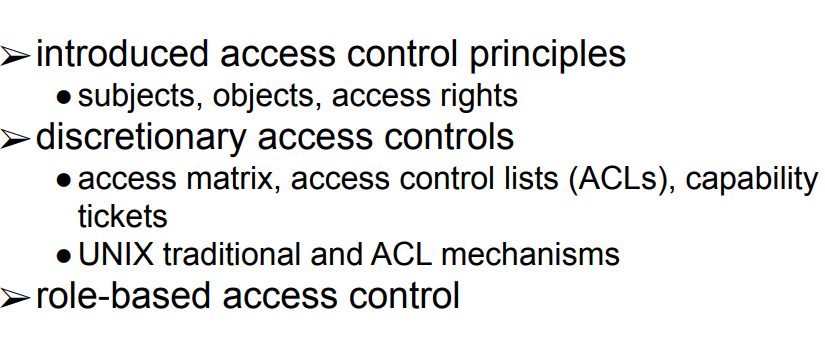 ➢introduced access control principles
●subjects, objects, access rights
➢discretionary access controls
●access matrix, access control lists (ACLs), capability
tickets
●UNIX traditional and ACL mechanisms
➢role-based access control